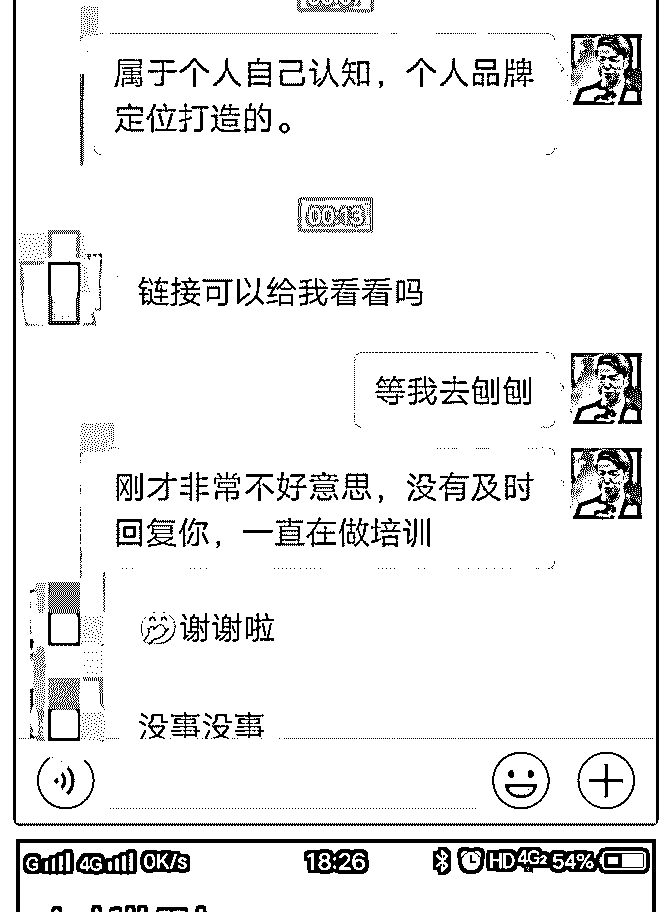 属于个人自己认知，个人品牌
定位打造的。
00:13
链接可以给我看看吗
等我去刨刨
刚才非常不好意思，没有及时
回复你，一直在做培训
谢谢啦
没事没事
G 4G 0K/s 18:26 HD 4G2 54%